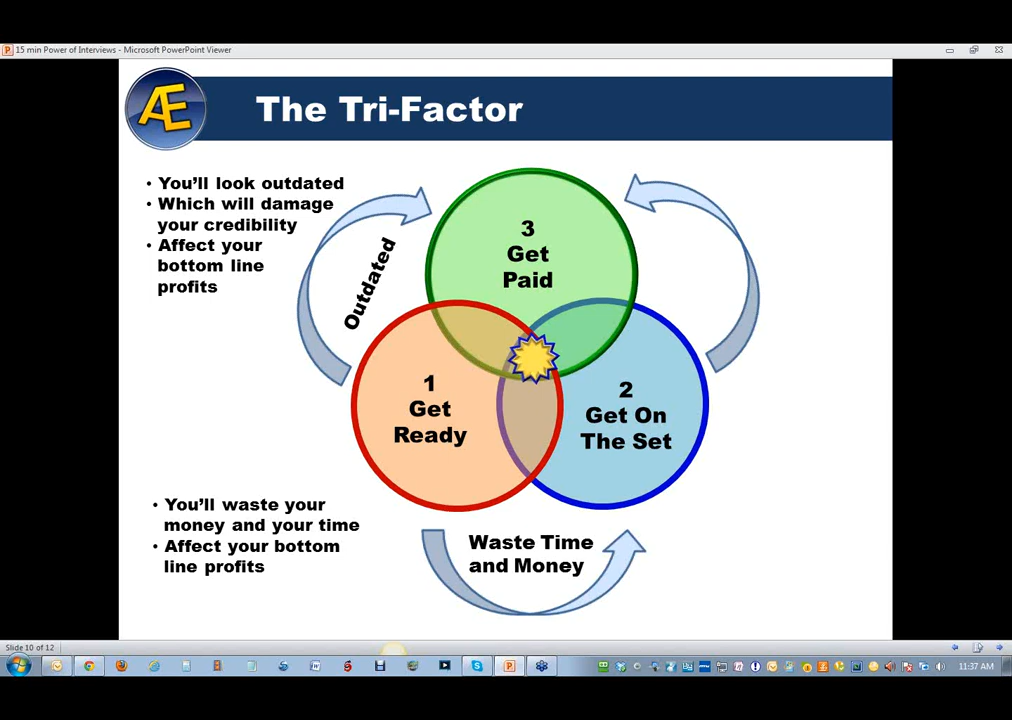 15 min Power of Interviews - Microsoft PowerPoint Viewer
Æ
The Tri-Factor
• You'll look outdated
• Which will damage
your credibility
• Affect your
bottom line
profits
Outdated
3
Get
Paid
1
Get
Ready
2
Get On
The Set
• You'll waste your
money and your time
• Affect your bottom
line profits
Waste Time
and Money
Slide 10 of 12
11:37 AM